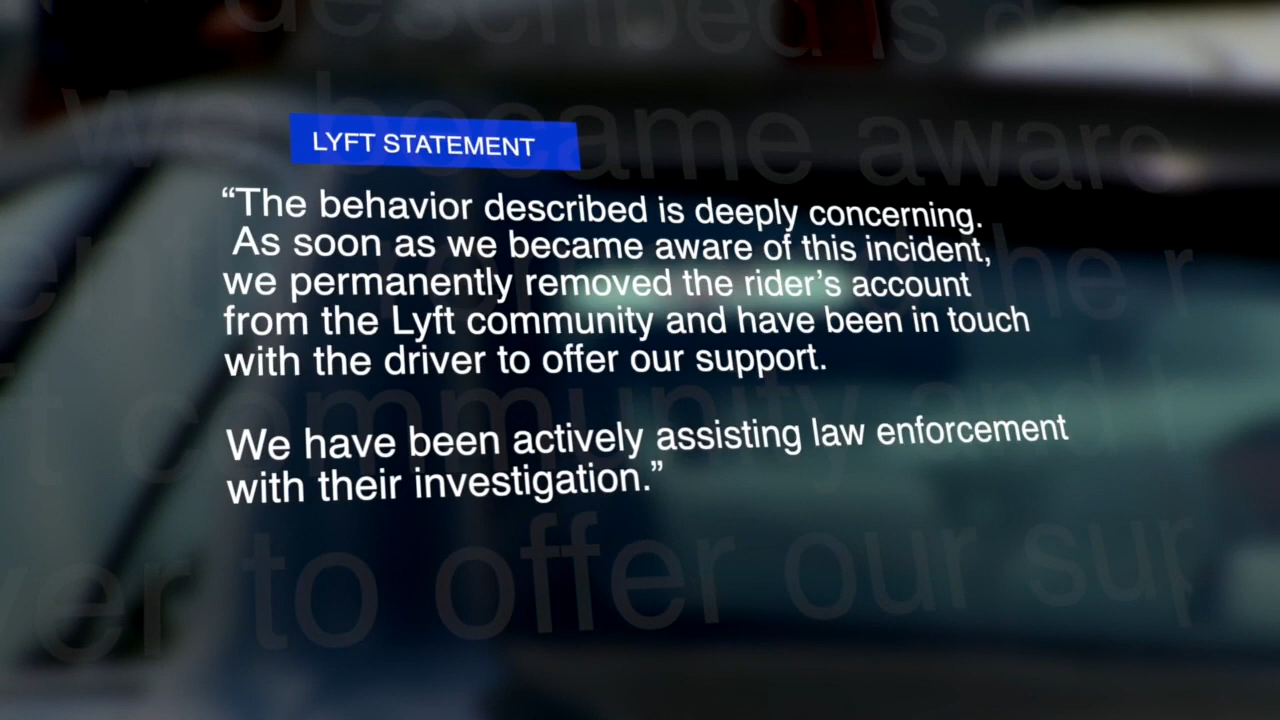 LYFT STATEMENT
“The behavior described is deeply concerning.
As soon as we became aware of this incident,
we permanently removed the rider’s account
from the Lyft community and have been in touch
with the driver to offer our support.
We have been actively assisting law enforcement
with their investigation.”